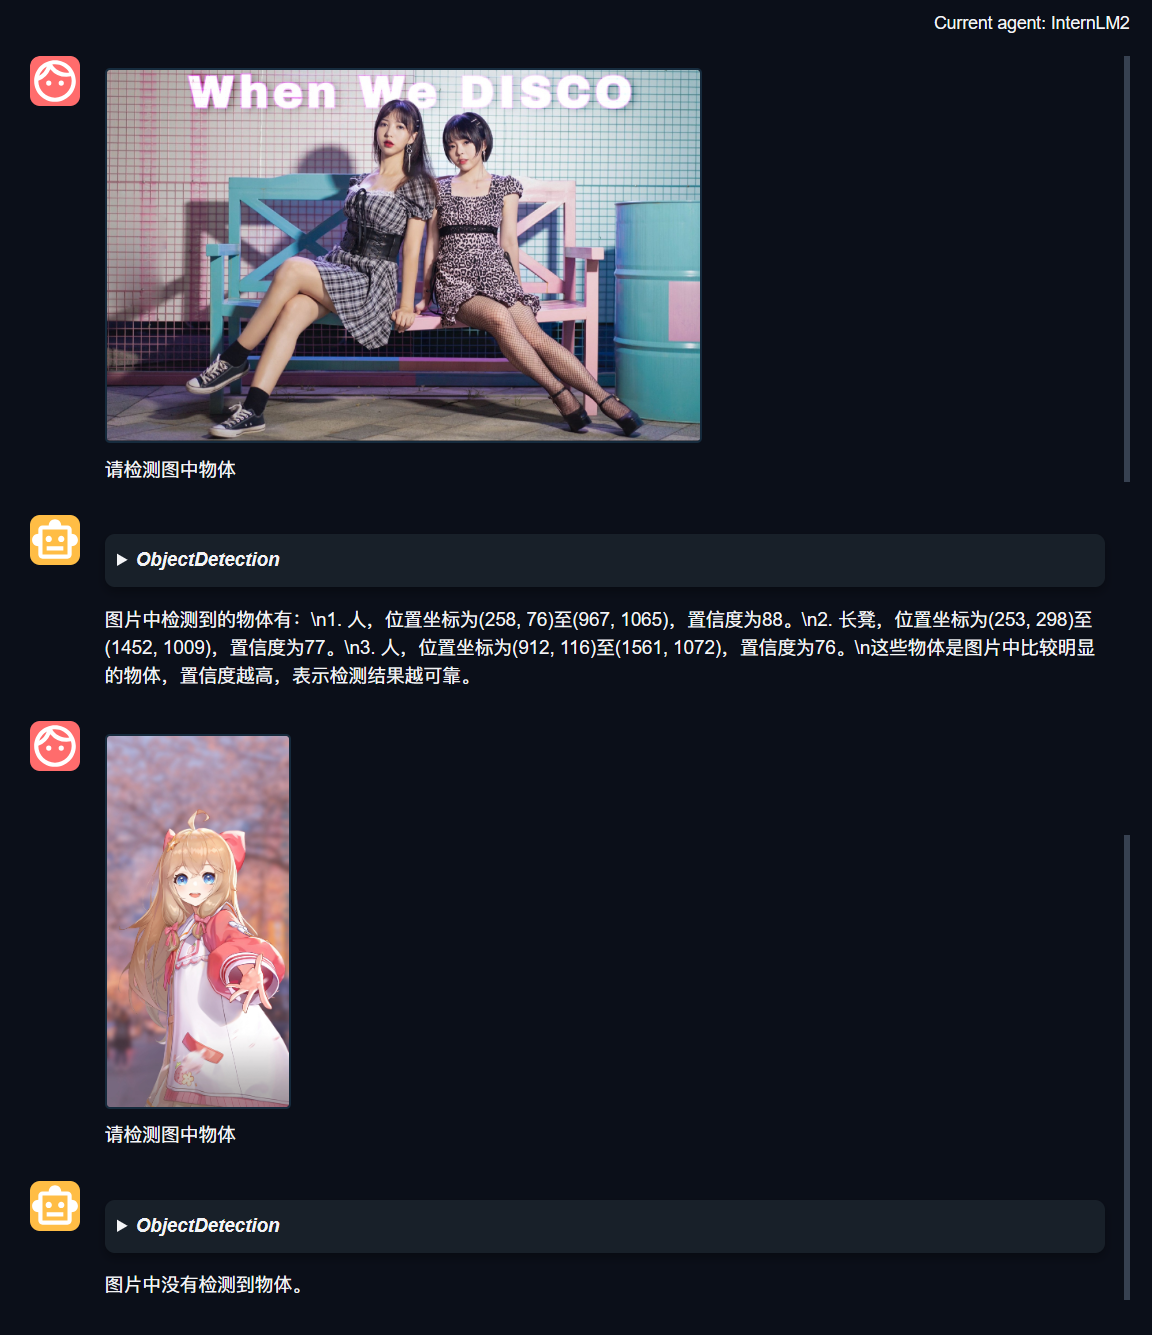 Current agent: InternLM2
When We DISCO
请检测图中物体
ObjectDetection
图片中检测到的物体有：\n1. 人，位置坐标为(258, 76)至(967, 1065)，置信度为88。\n2. 长凳，位置坐标为(253, 298)至
(1452, 1009)，置信度为77。\n3. 人，位置坐标为(912, 116)至(1561, 1072)，置信度为76。\n这些物体是图片中比较明显
的物体，置信度越高，表示检测结果越可靠。
请检测图中物体
ObjectDetection
图片中没有检测到物体。